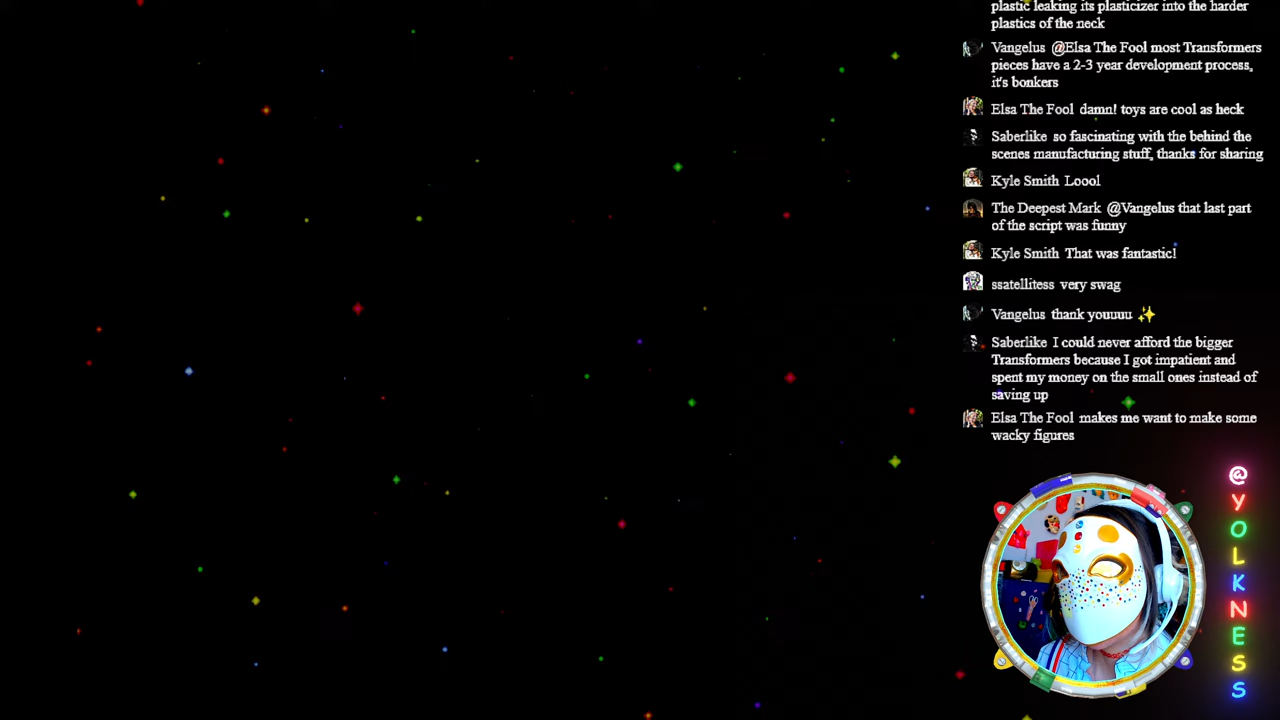 plastic leaking its plasticizer into the harder
plastics of the neck
Vangelus @Elsa The Fool most Transformers
pieces have a 2-3 year development process,
it's bonkers
Elsa The Fool damn! toys are cool as heck
Saberlike so fascinating with the behind the
scenes manufacturing stuff, thanks for sharing
Kyle Smith Loool
The Deepest Mark @Vangelus that last part
of the script was funny
Kyle Smith That was fantastic!
ssatellitess very swag
Vangelus thank youuuu ✨
Saberlike I could never afford the bigger
Transformers because I got impatient and
spent my money on the small ones instead of
saving up
Elsa The Fool makes me want to make some
wacky figures
@YOLKNESS